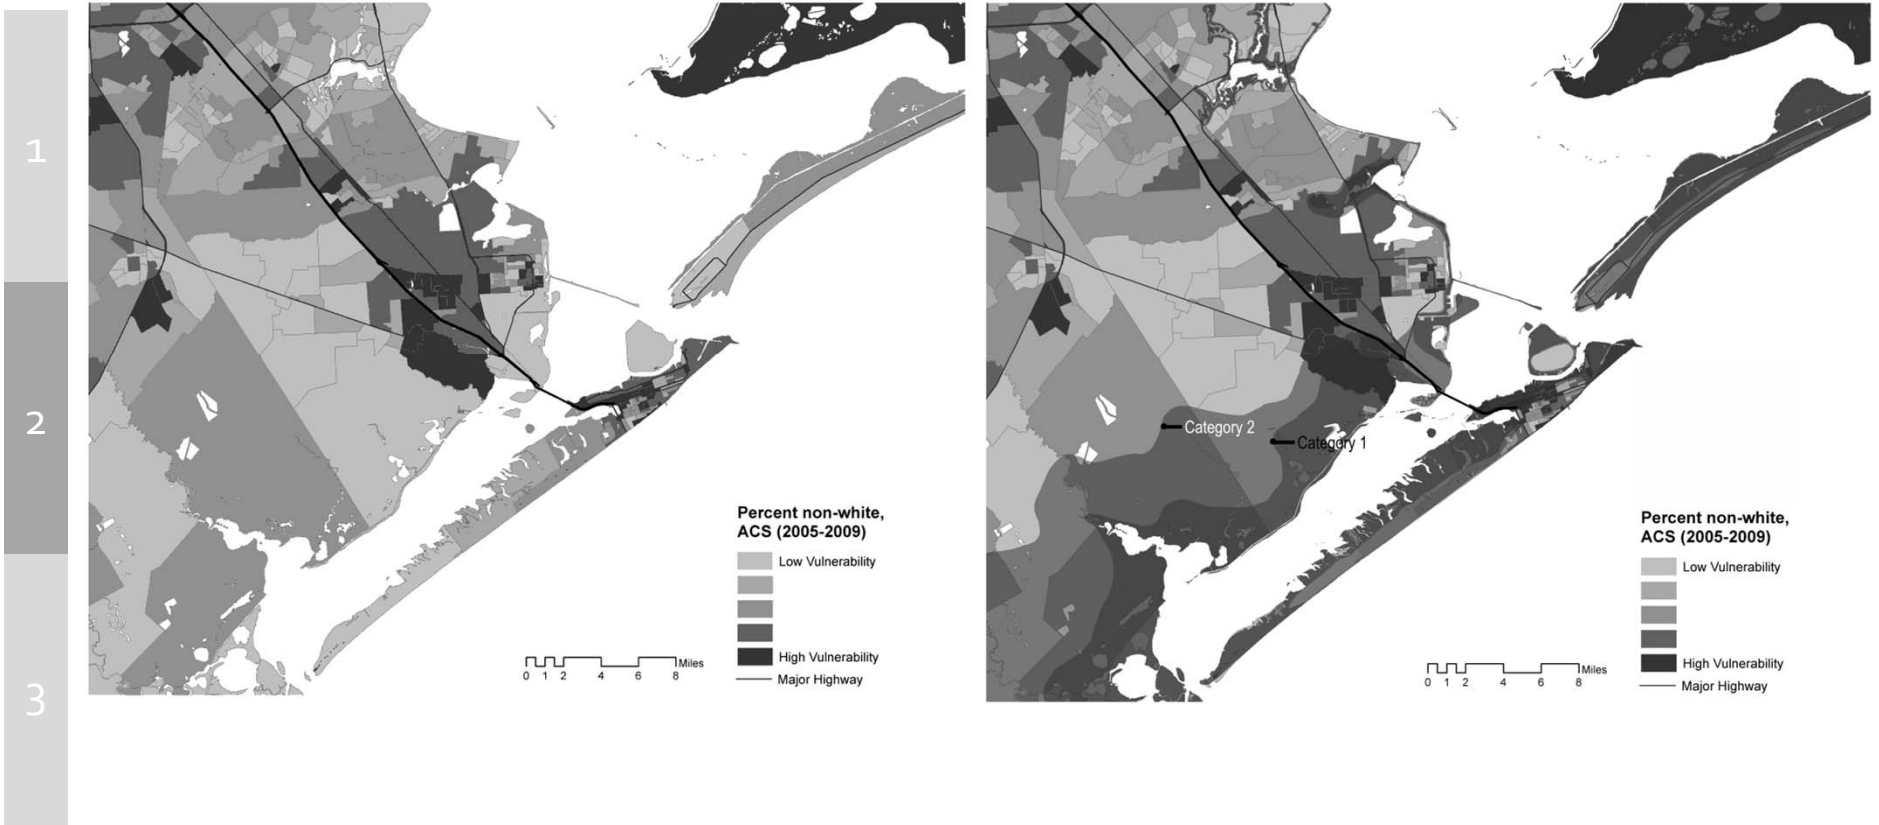 1
2
3
Percent non-white,
ACS (2005-2009)
Low Vulnerability
High Vulnerability
Major Highway
Miles
0 1 2 4 6 8
Category 2
Category 1
Percent non-white,
ACS (2005-2009)
Low Vulnerability
High Vulnerability
Major Highway
Miles
0 1 2 4 6 8